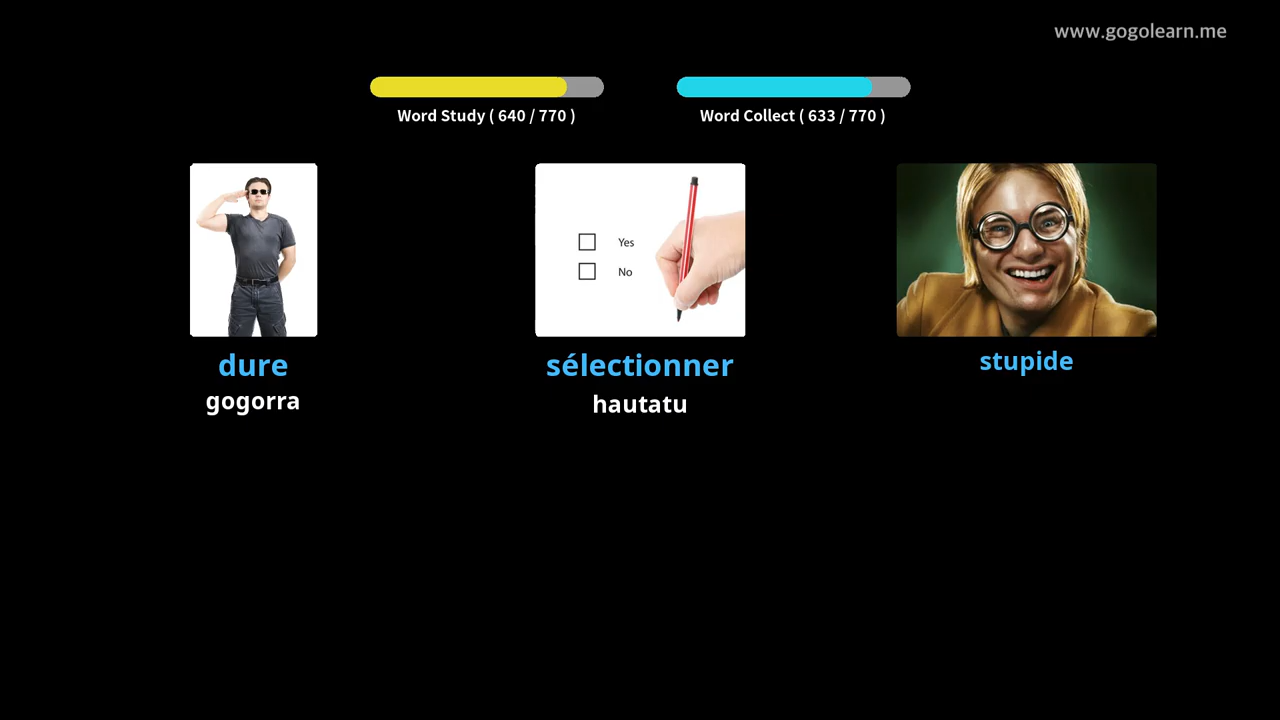 www.gogolearn.me
Word Study ( 640 / 770 )
Word Collect ( 633 / 770 )
Yes
No
dure
gogorra
sélectionner
hautatu
stupide